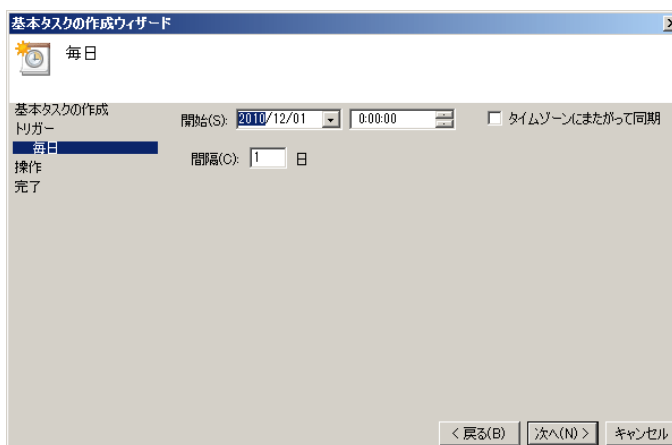 基本タスクの作成ウィザード
毎日
基本タスクの作成
トリガー
毎日
操作
完了
開始(S): 2010/12/01 0:00:00 タイムゾーンにまたがって同期
間隔(C): 1 日
< 戻る(B) 次へ(N) > キャンセル